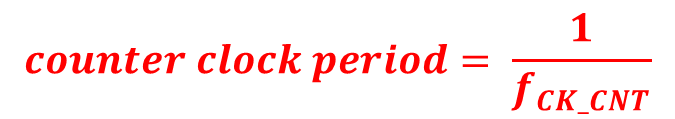 counter clock period = 1 / f_CK_CNT